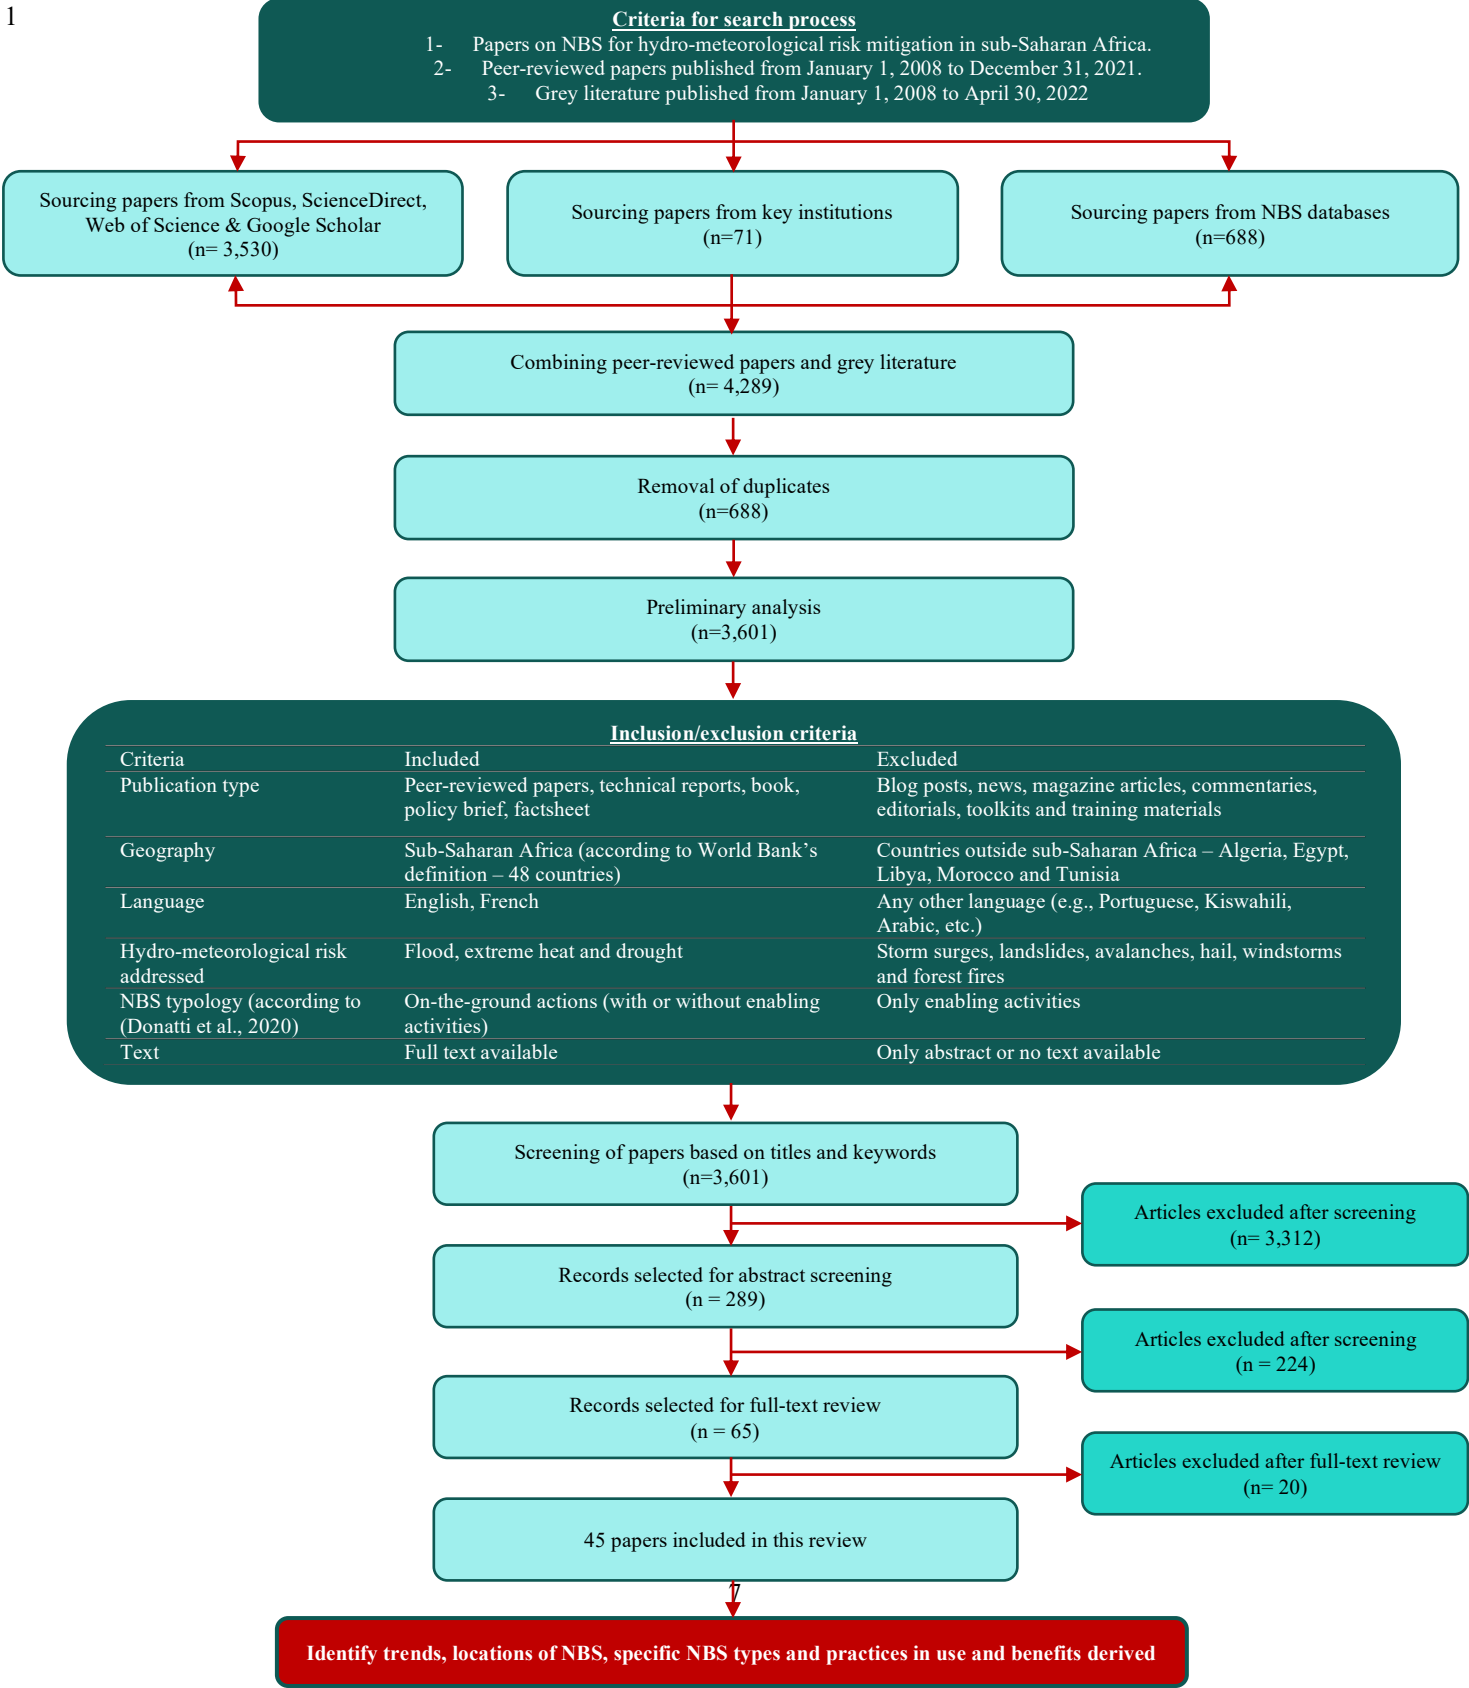 1
Criteria for search process
1- Papers on NBS for hydro-meteorological risk mitigation in sub-Saharan Africa.
2- Peer-reviewed papers published from January 1, 2008 to December 31, 2021.
3- Grey literature published from January 1, 2008 to April 30, 2022
Sourcing papers from Scopus, ScienceDirect,
Web of Science & Google Scholar
(n= 3,530)
Sourcing papers from key institutions
(n=71)
Sourcing papers from NBS databases
(n=688)
Combining peer-reviewed papers and grey literature
(n= 4,289)
Removal of duplicates
(n=688)
Preliminary analysis
(n=3,601)
Inclusion/exclusion criteria
Criteria Included Excluded
Publication type Peer-reviewed papers, technical reports, book, Blog posts, news, magazine articles, commentaries,
policy brief, factsheet editorials, toolkits and training materials
Geography Sub-Saharan Africa (according to World Bank’s Countries outside sub-Saharan Africa – Algeria, Egypt,
definition – 48 countries) Libya, Morocco and Tunisia
Language English, French Any other language (e.g., Portuguese, Kiswahili,
Arabic, etc.)
Hydro-meteorological risk Flood, extreme heat and drought Storm surges, landslides, avalanches, hail, windstorms
addressed and forest fires
NBS typology (according to On-the-ground actions (with or without enabling Only enabling activities
(Donatti et al., 2020) activities)
Text Full text available Only abstract or no text available
Screening of papers based on titles and keywords
(n=3,601)
Articles excluded after screening
(n= 3,312)
Records selected for abstract screening
(n = 289)
Articles excluded after screening
(n = 224)
Records selected for full-text review
(n = 65)
Articles excluded after full-text review
(n= 20)
45 papers included in this review
7
Identify trends, locations of NBS, specific NBS types and practices in use and benefits derived